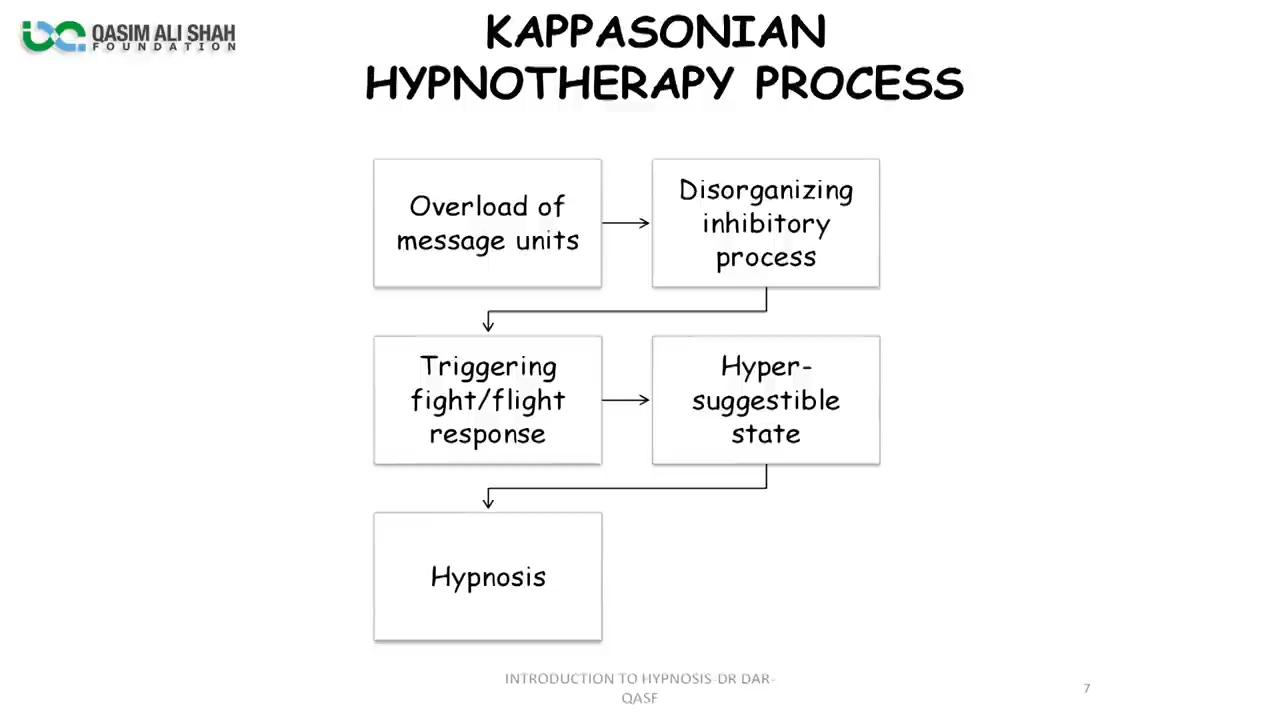 QASIM ALI SHAH
FOUNDATION
KAPPASONIAN
HYPNOTHERAPY PROCESS
Overload of
message units
Disorganizing
inhibitory
process
Triggering
fight/flight
response
Hyper-
suggestible
state
Hypnosis
INTRODUCTION TO HYPNOSIS-DR DAR-
QASF
7